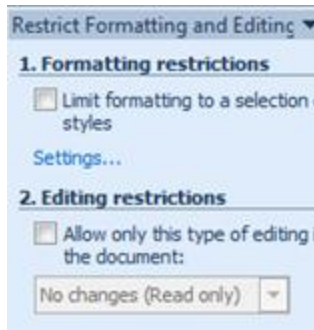 Restrict Formatting and Editing
1. Formatting restrictions
Limit formatting to a selection
styles
Settings...
2. Editing restrictions
Allow only this type of editing
the document:
No changes (Read only)